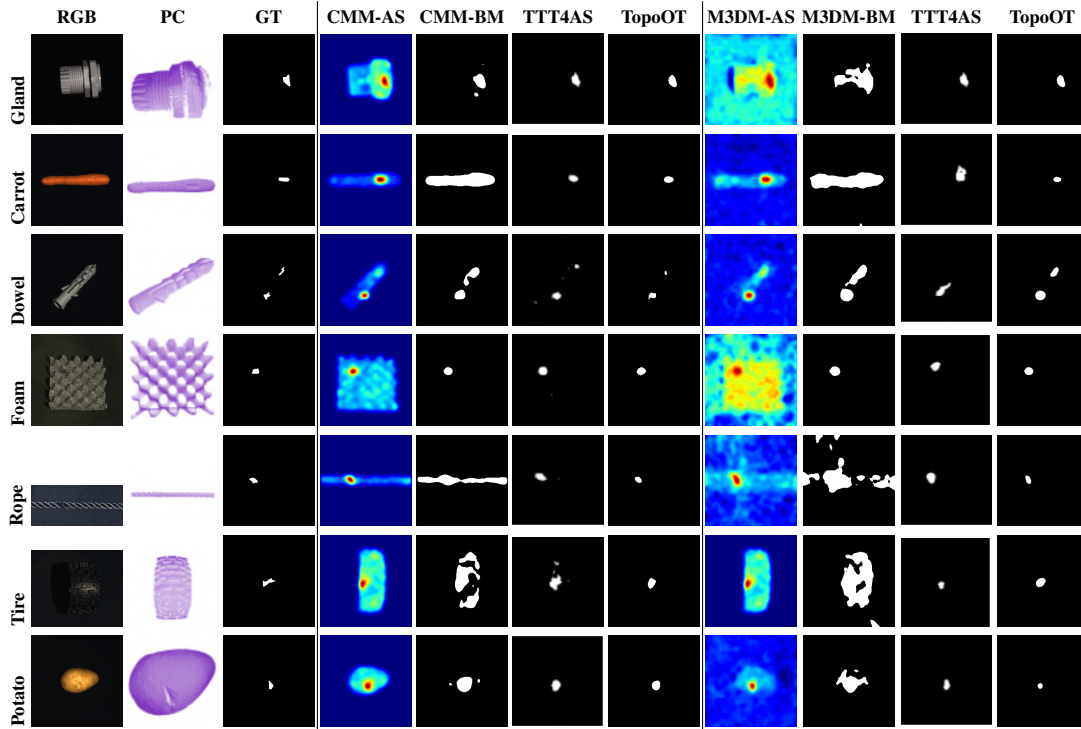 RGB PC GT CMM-AS CMM-BM TTT4AS TopoOT M3DM-AS M3DM-BM TTT4AS TopoOT
Gland
Carrot
Dowel
Foam
Rope
Tire
Potato